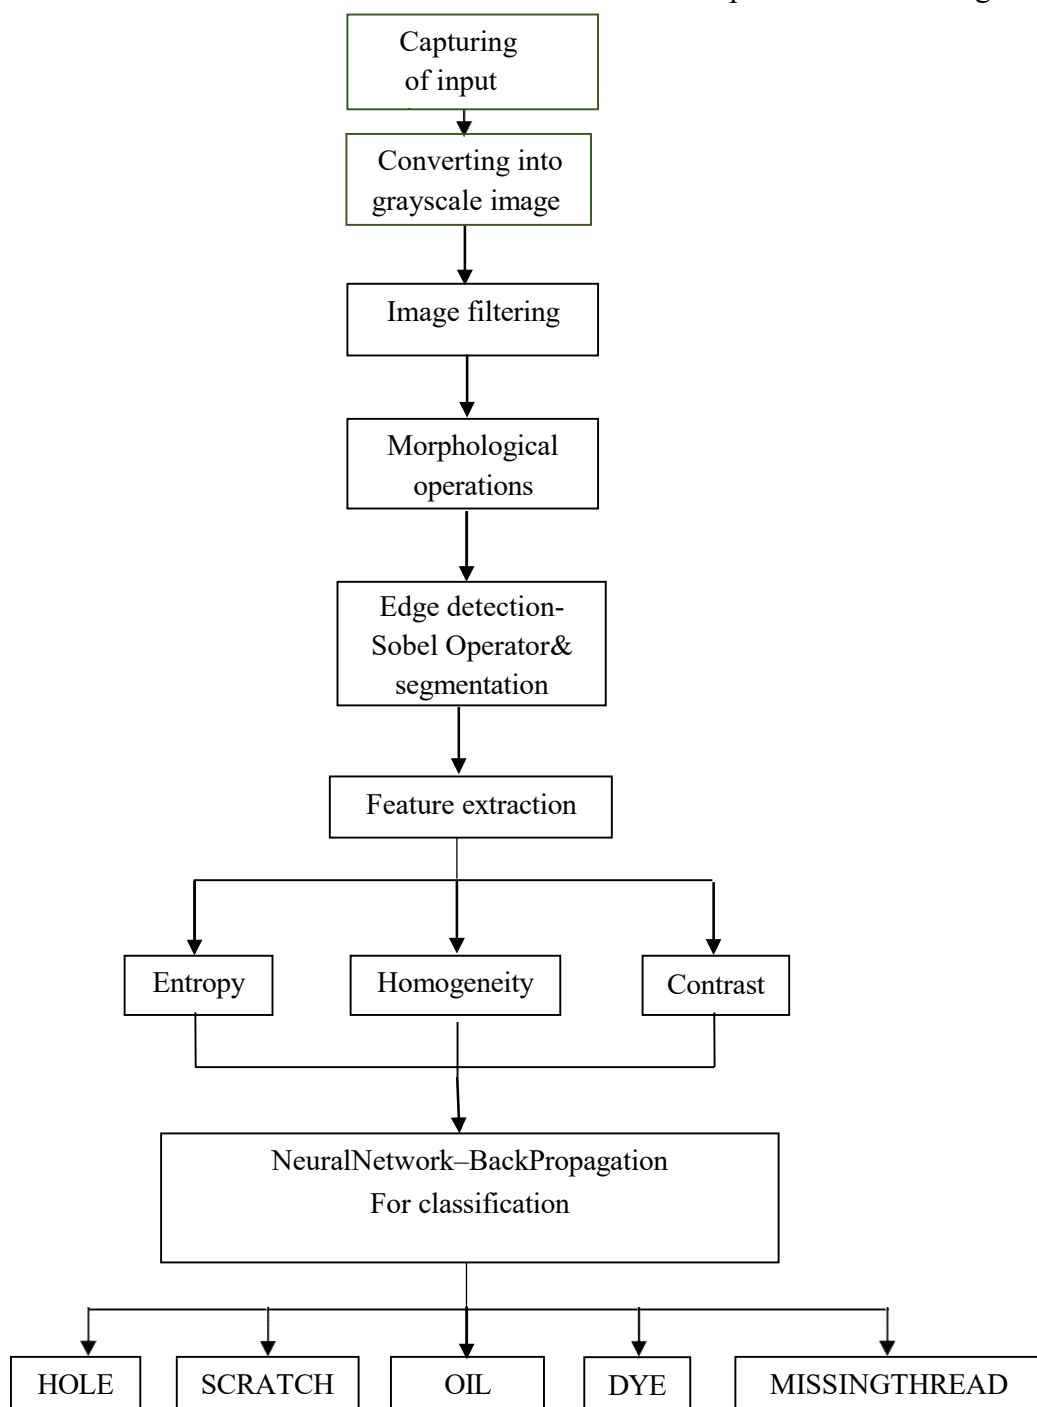 Capturing
of input
Converting into
grayscale image
Image filtering
Morphological
operations
Edge detection-
Sobel Operator&
segmentation
Feature extraction
Entropy
Homogeneity
Contrast
NeuralNetwork–BackPropagation
For classification
HOLE
SCRATCH
OIL
DYE
MISSINGTHREAD